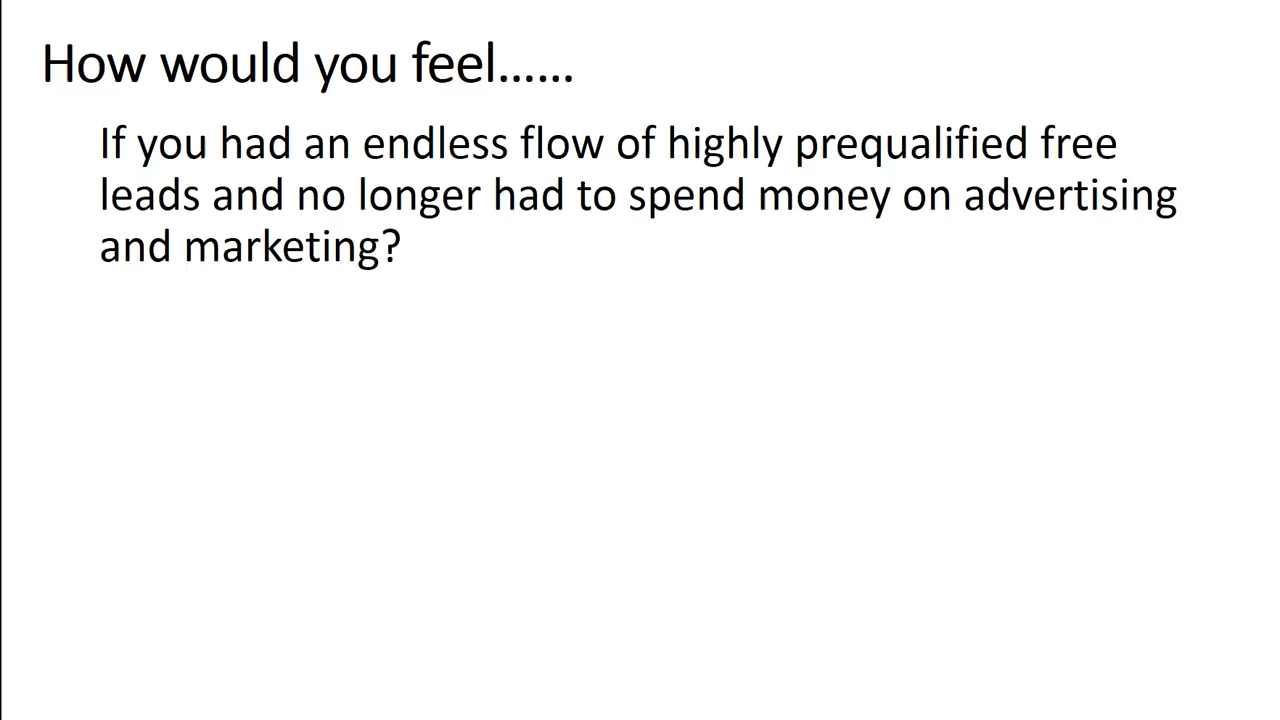 How would you feel......
If you had an endless flow of highly prequalified free
leads and no longer had to spend money on advertising
and marketing?